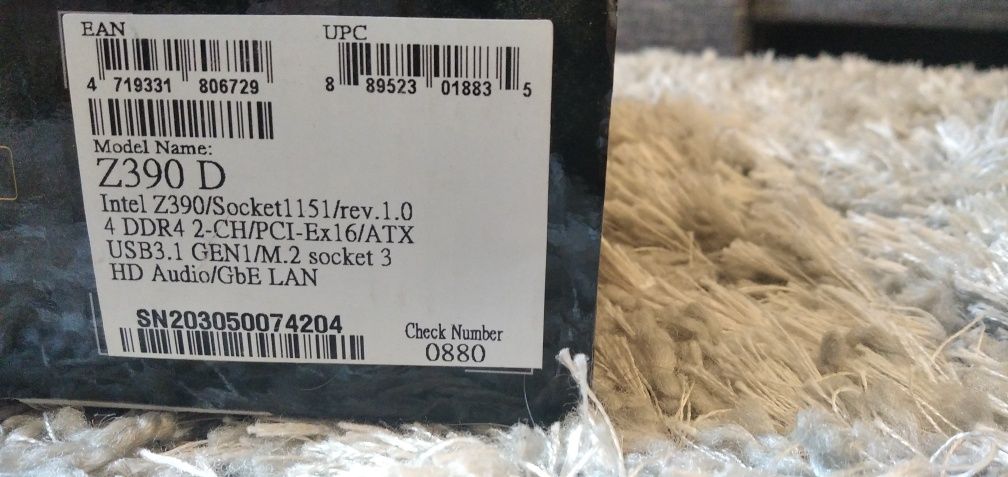 EAN
UPC
4 719331 806729
8 89523 01883 5
Model Name:
Z390 D
Intel Z390/Socket1151/rev.1.0
4 DDR4 2-CH/PCI-Ex16/ATX
USB3.1 GEN1/M.2 socket 3
HD Audio/GbE LAN
SN203050074204
Check Number
0880